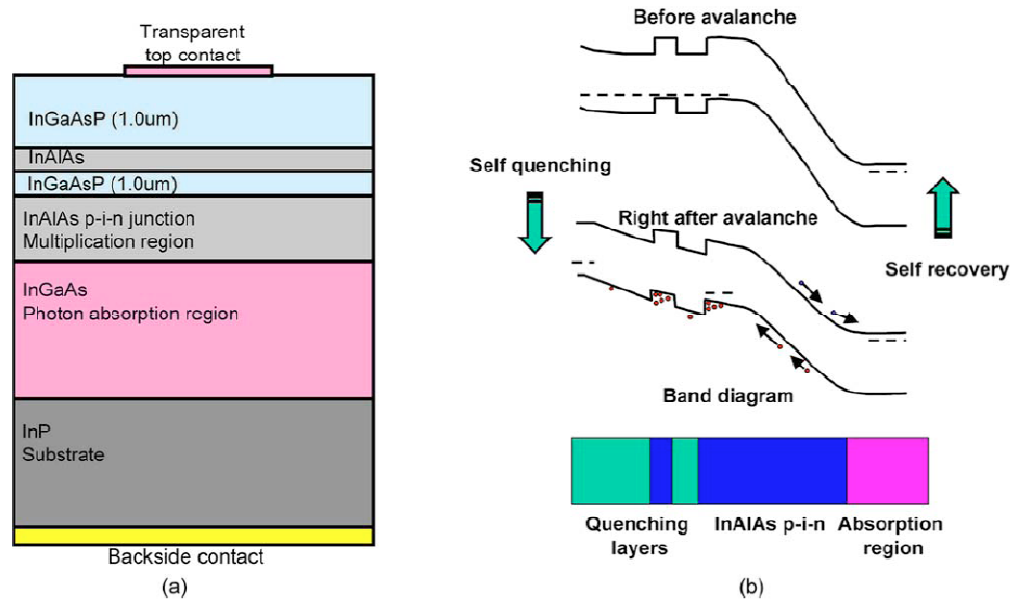 Transparent
top contact
InGaAsP (1.0um)
InAlAs
InGaAsP (1.0um)
InAlAs p-i-n junction
Multiplication region
InGaAs
Photon absorption region
InP
Substrate
Backside contact
(a)
Before avalanche
Self quenching
Right after avalanche
Self recovery
Band diagram
Quenching
layers
InAlAs p-i-n
Absorption
region
(b)